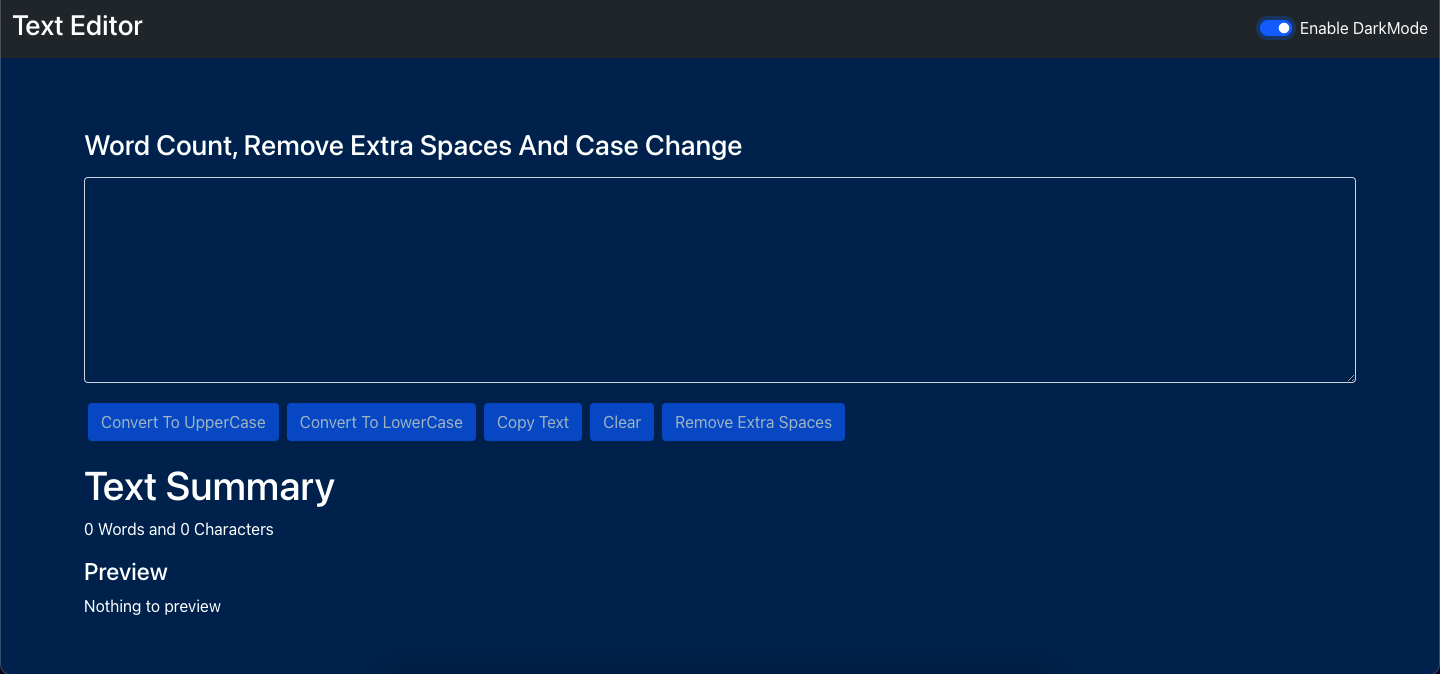 Text Editor
Enable DarkMode
Word Count, Remove Extra Spaces And Case Change
Convert To UpperCase Convert To LowerCase Copy Text Clear Remove Extra Spaces
Text Summary
0 Words and 0 Characters
Preview
Nothing to preview